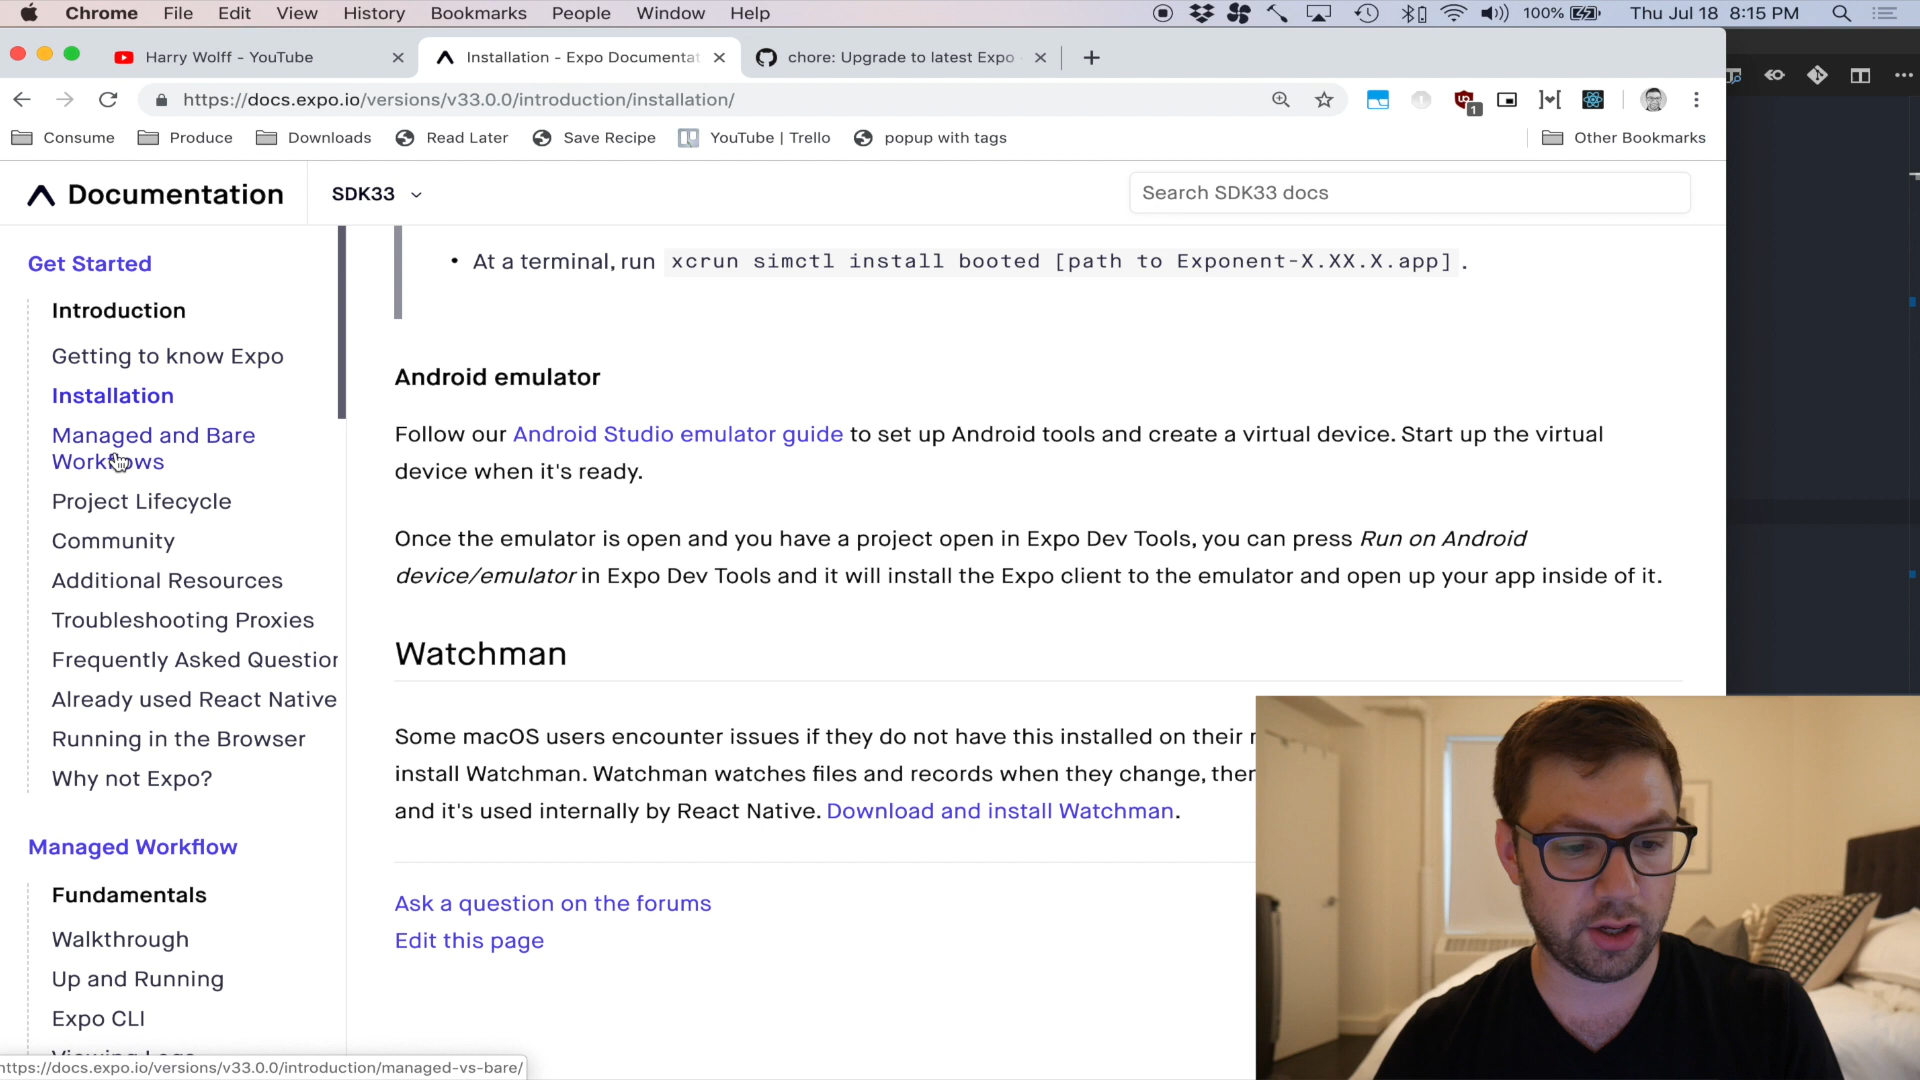 Chrome File Edit View History Bookmarks People Window Help 100% Thu Jul 18 8:15 PM
Harry Wolff - YouTube
Installation - Expo Documentat
chore: Upgrade to latest Expo
https://docs.expo.io/versions/v33.0.0/introduction/installation/
1
Consume Produce Downloads Read Later Save Recipe YouTube | Trello popup with tags Other Bookmarks
Documentation SDK33 Search SDK33 docs
Get Started
Introduction
Getting to know Expo
Installation
Managed and Bare
Workflows
Project Lifecycle
Community
Additional Resources
Troubleshooting Proxies
Frequently Asked Question
Already used React Native
Running in the Browser
Why not Expo?
Managed Workflow
Fundamentals
Walkthrough
Up and Running
Expo CLI
https://docs.expo.io/versions/v33.0.0/introduction/managed-vs-bare/
• At a terminal, run xcrun simctl install booted [path to Exponent-X.XX.X.app].
Android emulator
Follow our Android Studio emulator guide to set up Android tools and create a virtual device. Start up the virtual
device when it's ready.
Once the emulator is open and you have a project open in Expo Dev Tools, you can press Run on Android
device/emulator in Expo Dev Tools and it will install the Expo client to the emulator and open up your app inside of it.
Watchman
Some macOS users encounter issues if they do not have this installed on their
install Watchman. Watchman watches files and records when they change, then
and it's used internally by React Native. Download and install Watchman.
Ask a question on the forums
Edit this page